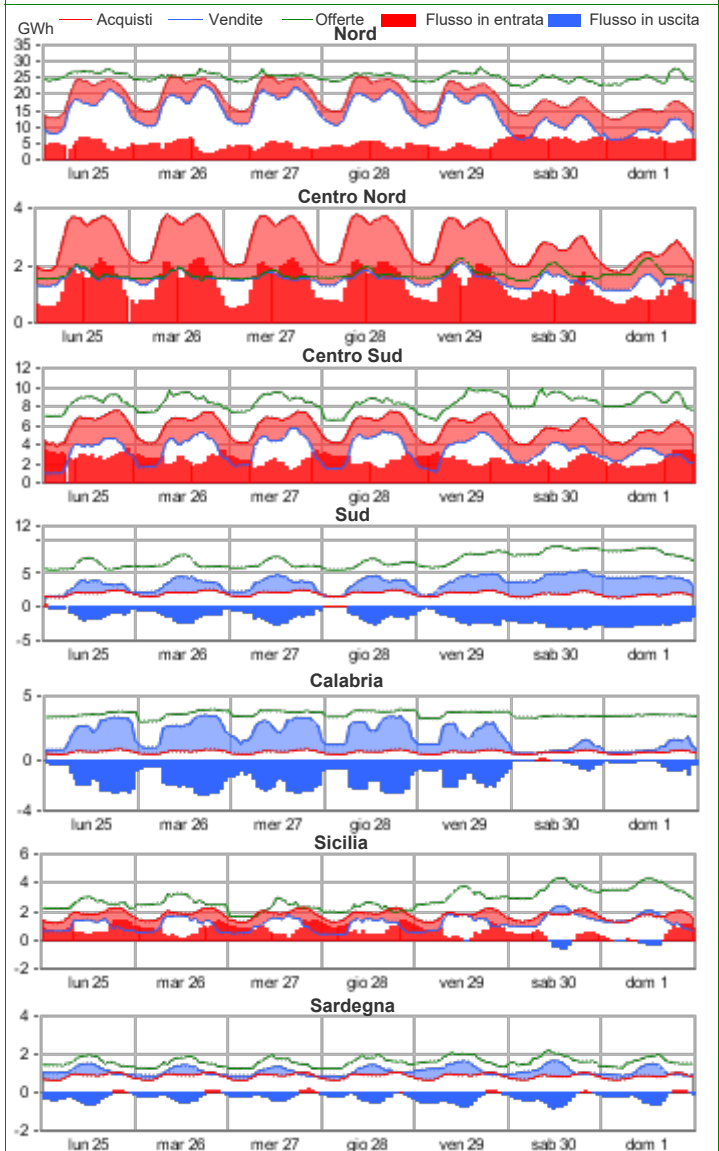 GWh Acquisti Vendite Offerte Flusso in entrata Flusso in uscita
Nord
35
30
25
20
15
10
5
0
lun 25 mar 26 mer 27 gio 28 ven 29 sab 30 dom 1
Centro Nord
4
2
0
lun 25 mar 26 mer 27 gio 28 ven 29 sab 30 dom 1
Centro Sud
12
10
8
6
4
2
0
lun 25 mar 26 mer 27 gio 28 ven 29 sab 30 dom 1
Sud
12
5
0
-5
lun 25 mar 26 mer 27 gio 28 ven 29 sab 30 dom 1
Calabria
5
0
-4
lun 25 mar 26 mer 27 gio 28 ven 29 sab 30 dom 1
Sicilia
6
4
2
0
-2
lun 25 mar 26 mer 27 gio 28 ven 29 sab 30 dom 1
Sardegna
4
2
0
-2
lun 25 mar 26 mer 27 gio 28 ven 29 sab 30 dom 1